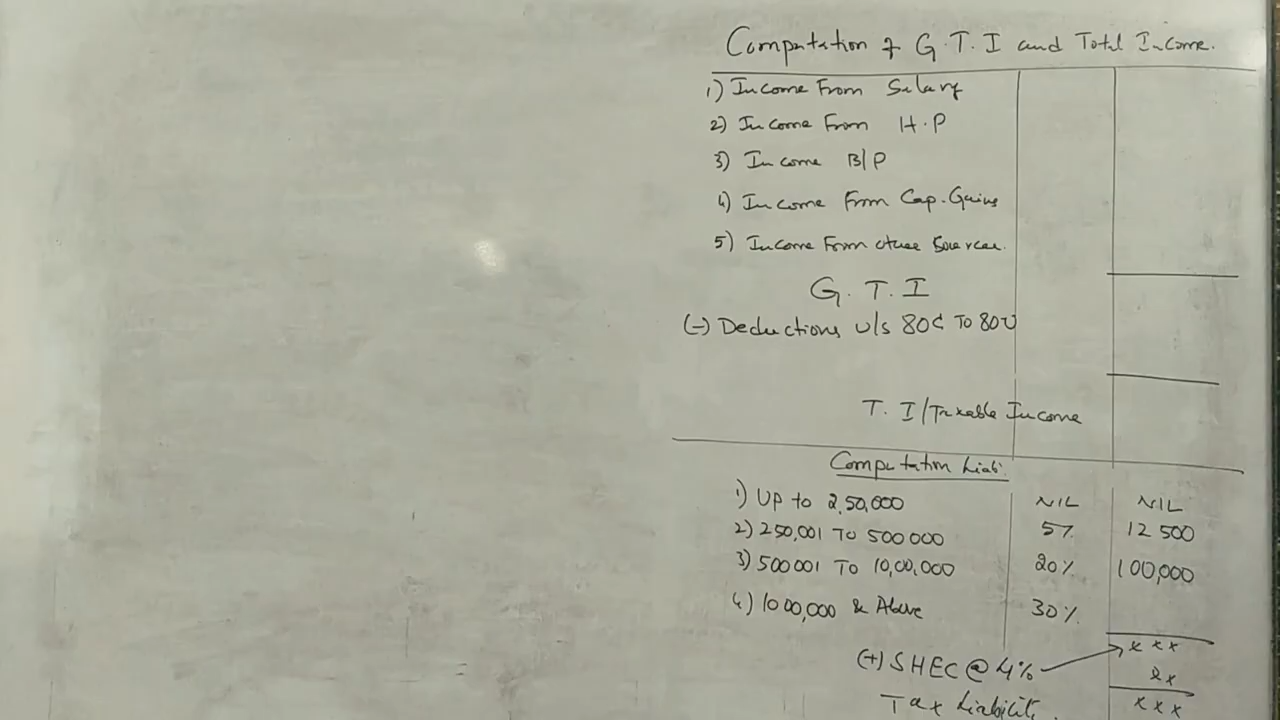 Computation of G.T.I and Total Income.
1) Income From Salary
2) Income From H.P
3) Income B/P
4) Income From Cap. Gains
5) Income From other Sources.
G.T.I
(-) Deductions u/s 80C To 80U
T.I/Taxable Income
Computation Liabi.
1) Up to 2,50,000 NIL NIL
2) 250,001 To 500000 5% 12500
3) 500001 To 10,00,000 20% 100,000
4) 1000,000 & Above 30%
xxx
(+) SHEC @ 4% xx
Tax Liability. xxx